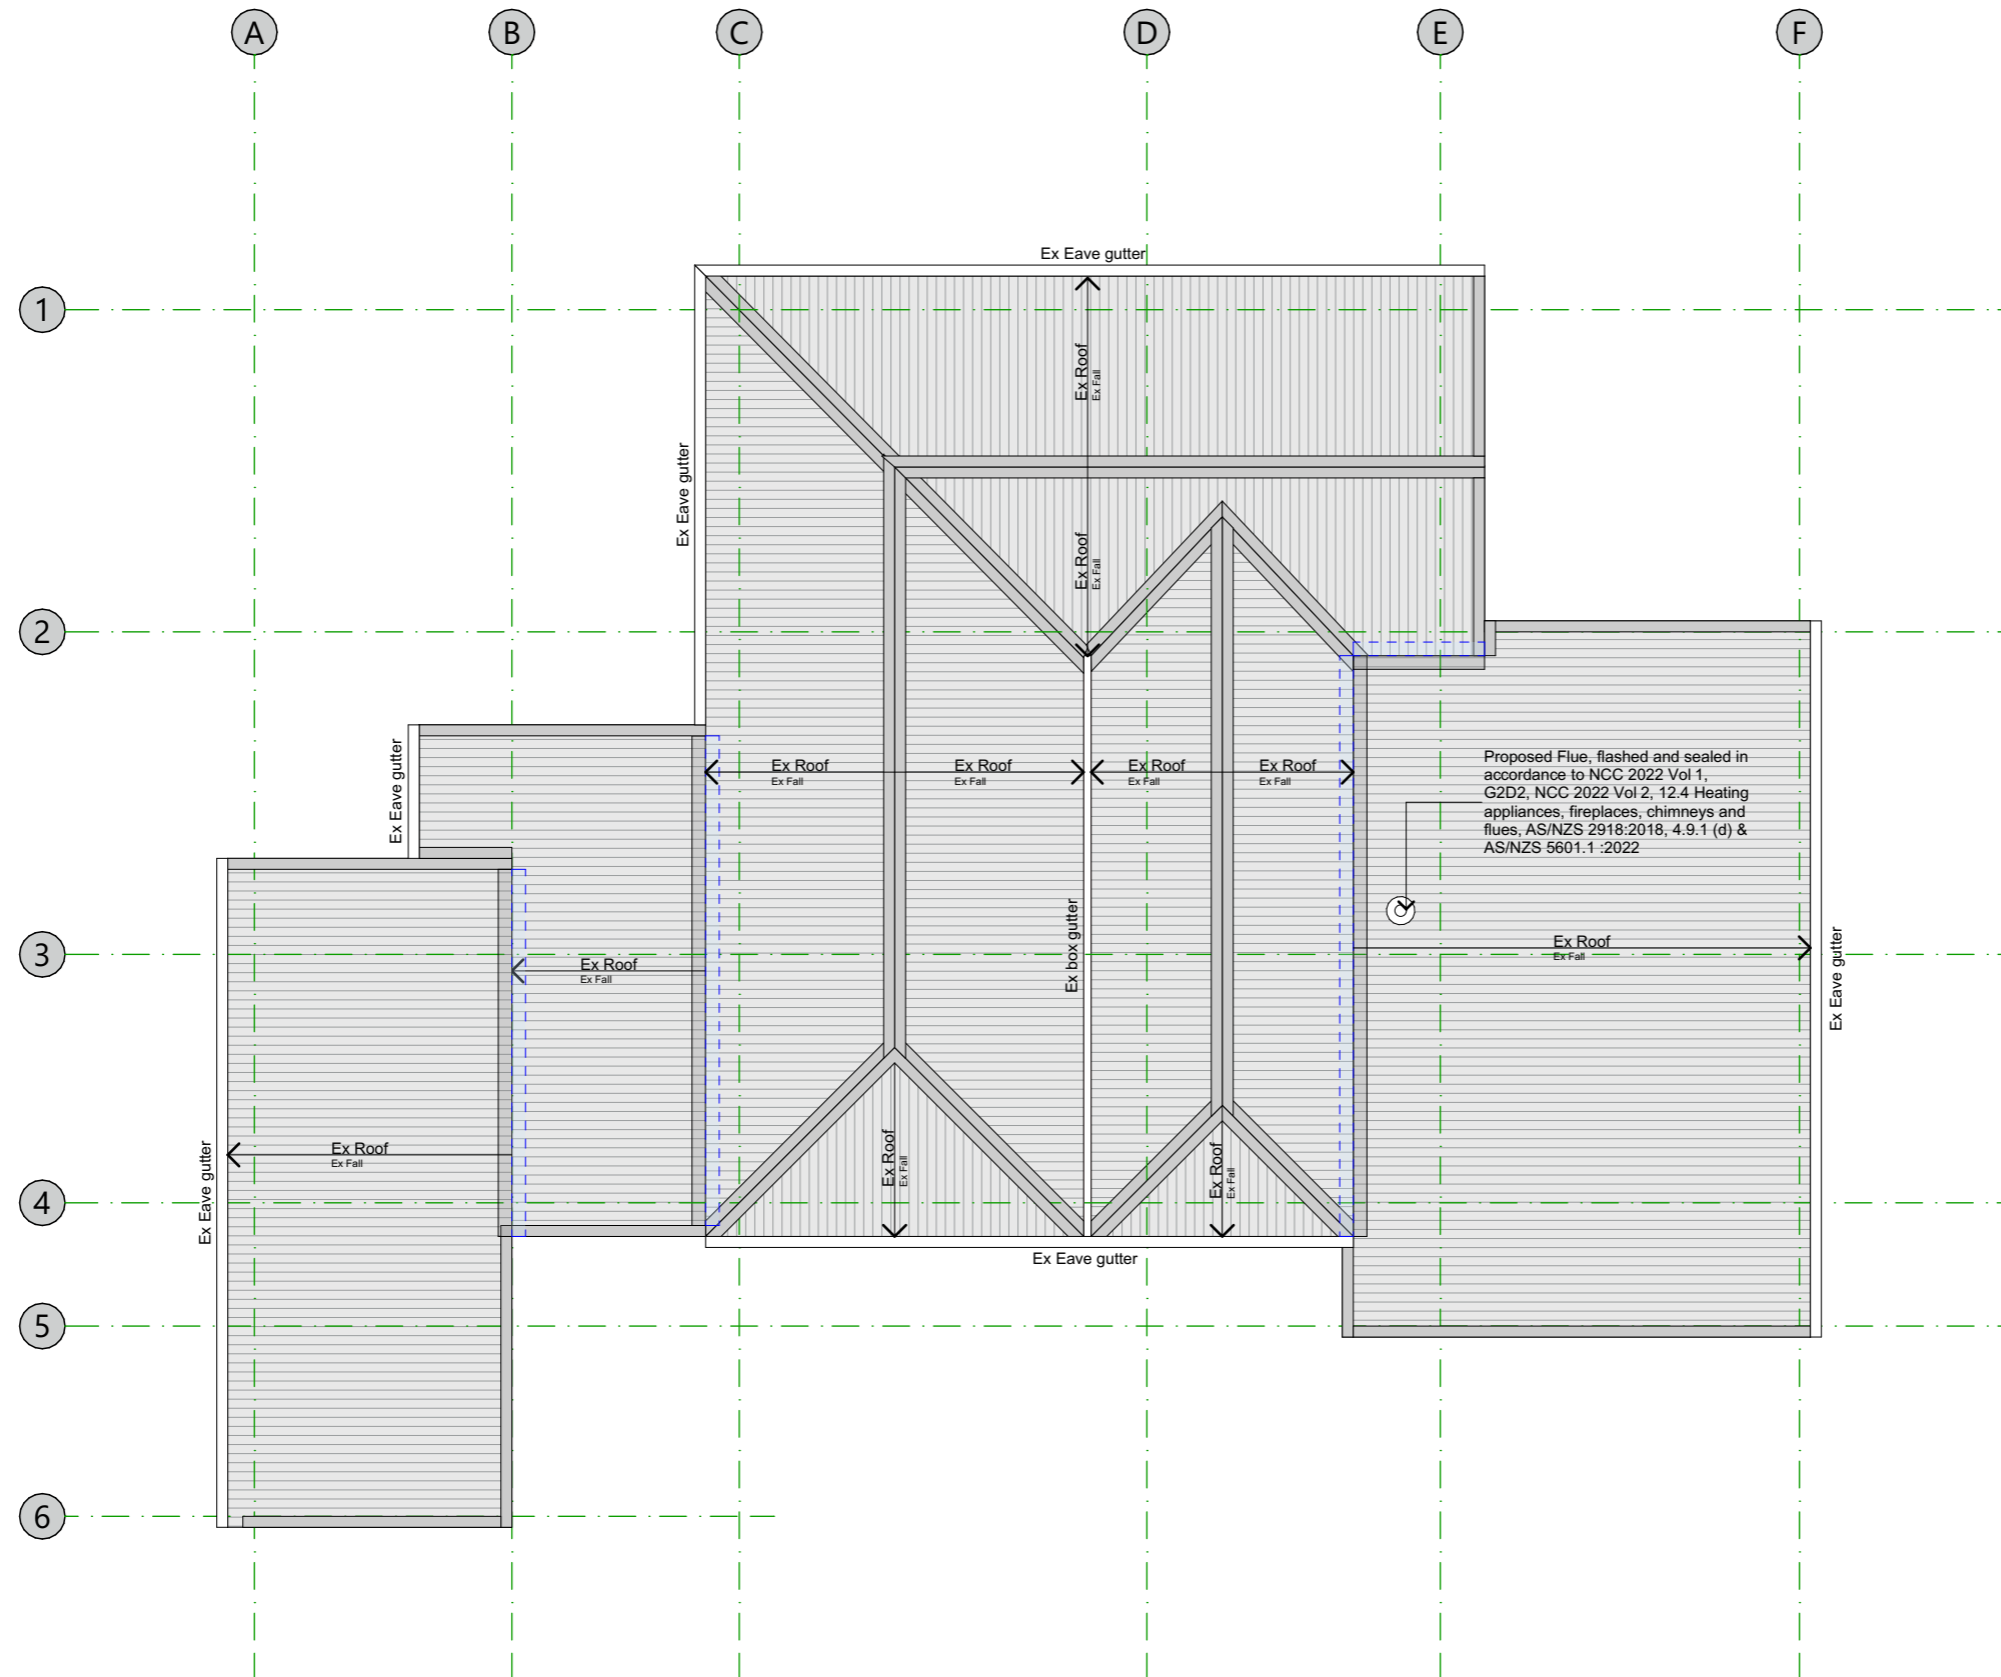 A
B
C
D
E
F
Ex Eave gutter
1
Ex Roof
Ex Fall
Ex Eave gutter
Ex Roof
Ex Fall
2
Ex Eave gutter
Ex Roof
Ex Fall
Ex Roof
Ex Fall
Ex Roof
Ex Fall
Ex Roof
Ex Fall
Proposed Flue, flashed and sealed in
accordance to NCC 2022 Vol 1,
G2D2, NCC 2022 Vol 2, 12.4 Heating
appliances, fireplaces, chimneys and
flues, AS/NZS 2918:2018, 4.9.1 (d) &
AS/NZS 5601.1 :2022
3
Ex Roof
Ex Fall
Ex box gutter
Ex Roof
Ex Fall
Ex Eave gutter
Ex Eave gutter
Ex Roof
Ex Fall
Ex Roof
Ex Fall
Ex Roof
Ex Fall
4
Ex Eave gutter
5
6